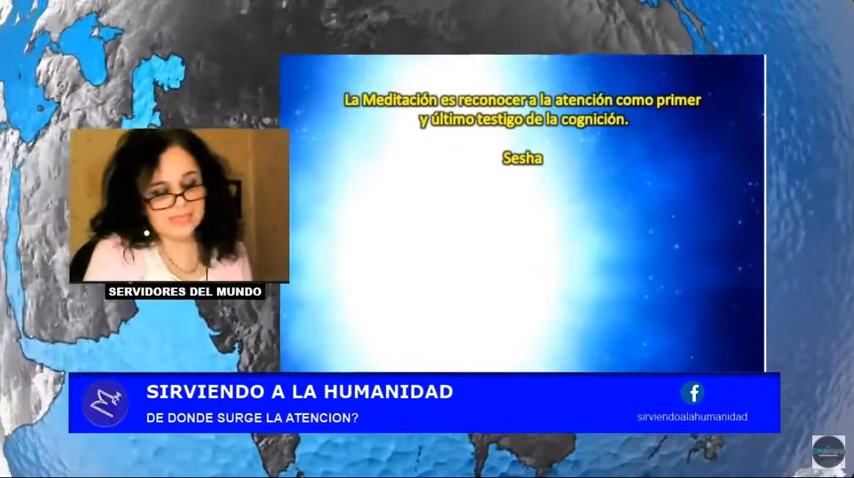 La Meditación es reconocer a la atención como primer
y último testigo de la cognición.
Sesha
SERVIDORES DEL MUNDO
SIRVIENDO A LA HUMANIDAD
DE DONDE SURGE LA ATENCION?
sirviendoalahumanidad